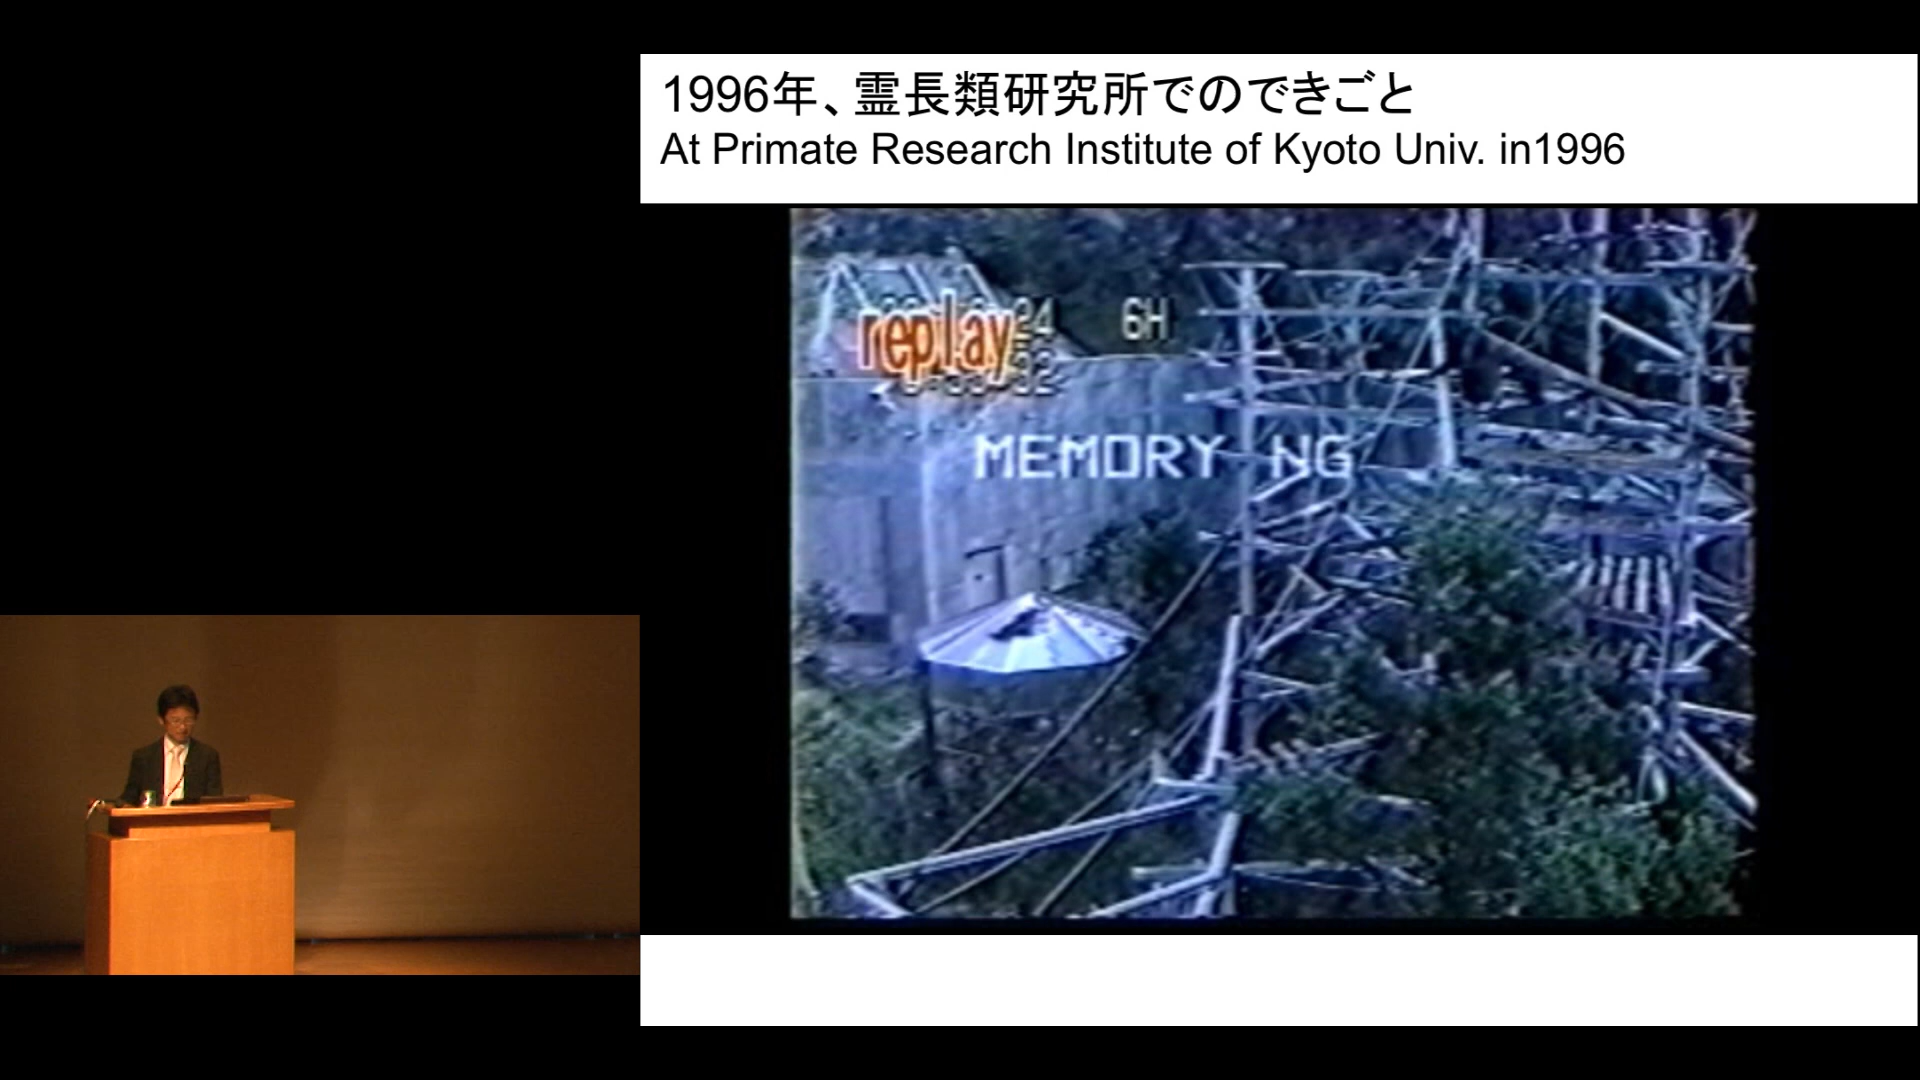 1996年、霊長類研究所でのできごと
At Primate Research Institute of Kyoto Univ. in1996
replay 24 6H
MEMORY NG